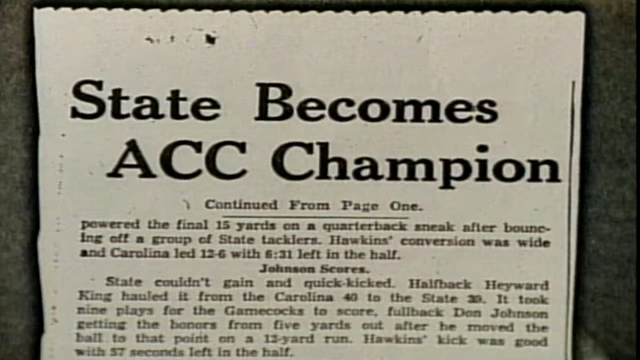 State Becomes
ACC Champion
Continued From Page One.
powered the final 15 yards on a quarterback sneak after bounc-
ing off a group of State tacklers. Hawkins' conversion was wide
and Carolina led 12-6 with 6:31 left in the half.
Johnson Scores.
State couldn't gain and quick-kicked. Halfback Heyward
King hauled it from the Carolina 40 to the State 39. It took
nine plays for the Gamecocks to score, fullback Don Johnson
getting the honors from five yards out after he moved the
ball to that point on a 12-yard run. Hawkins' kick was good
with 57 seconds left in the half.